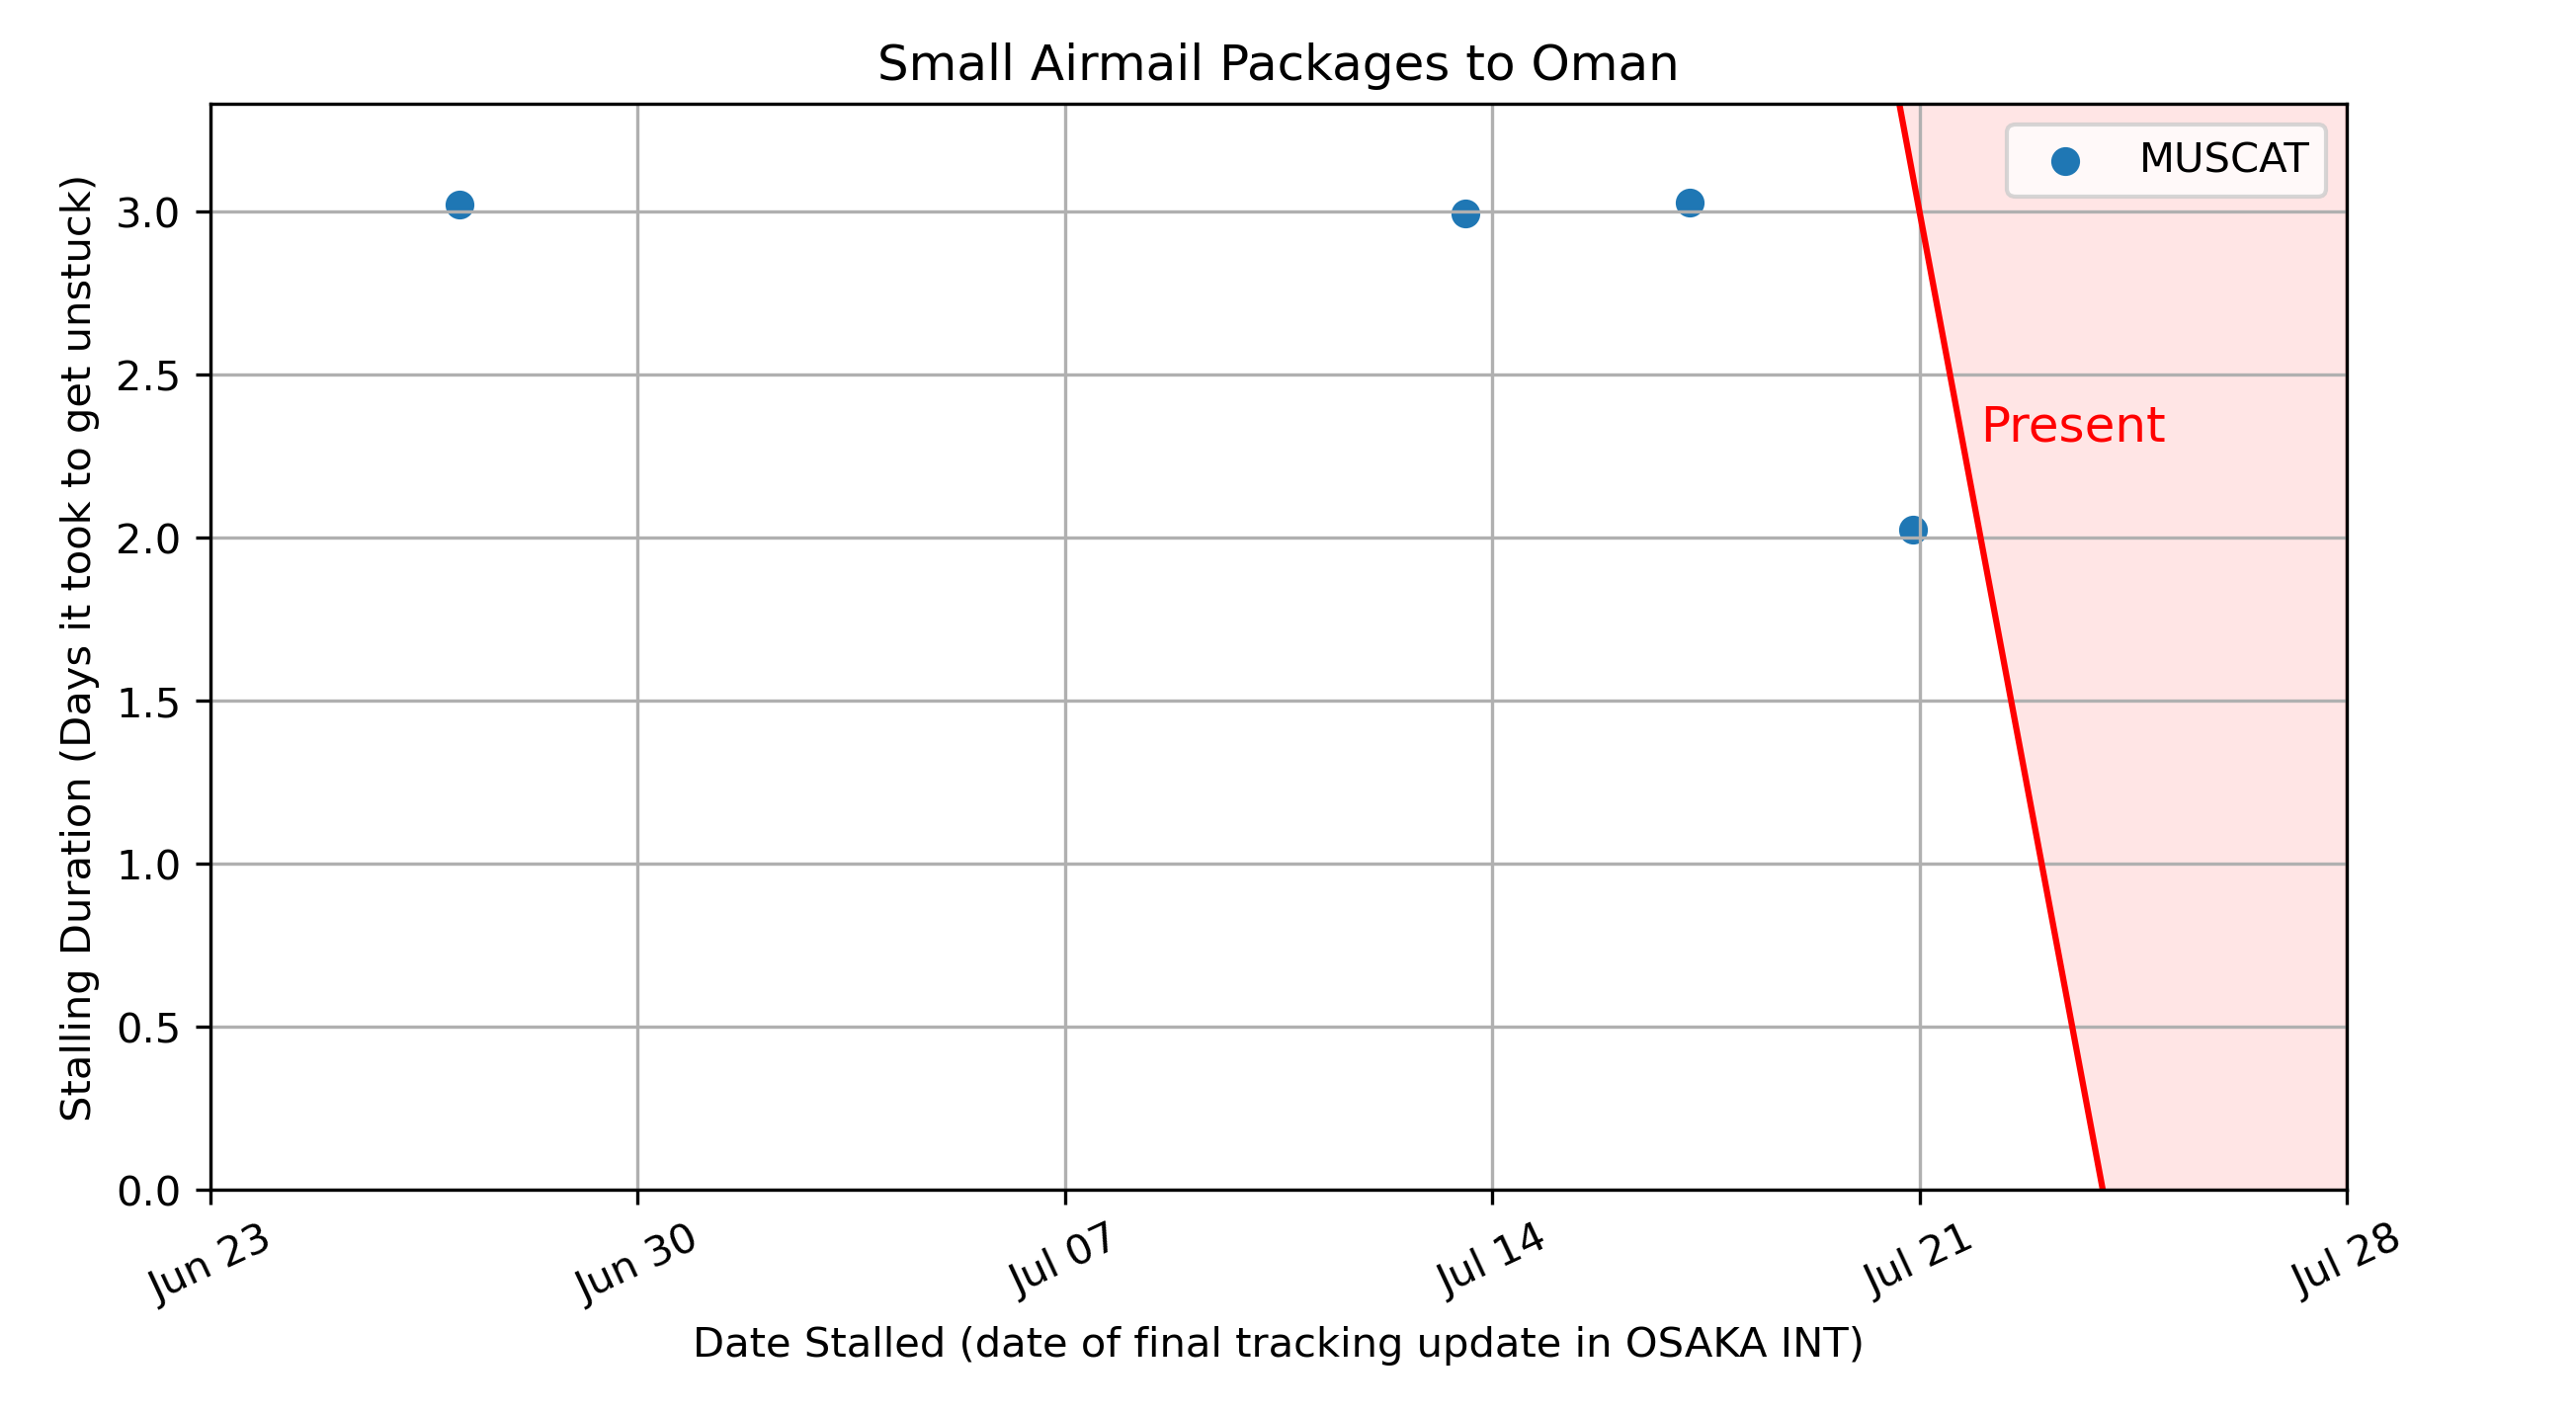 Small Airmail Packages to Oman
MUSCAT
Present
Stalling Duration (Days it took to get unstuck)
3.0
2.5
2.0
1.5
1.0
0.5
0.0
Jun 23
Jun 30
Jul 07
Jul 14
Jul 21
Jul 28
Date Stalled (date of final tracking update in OSAKA INT)